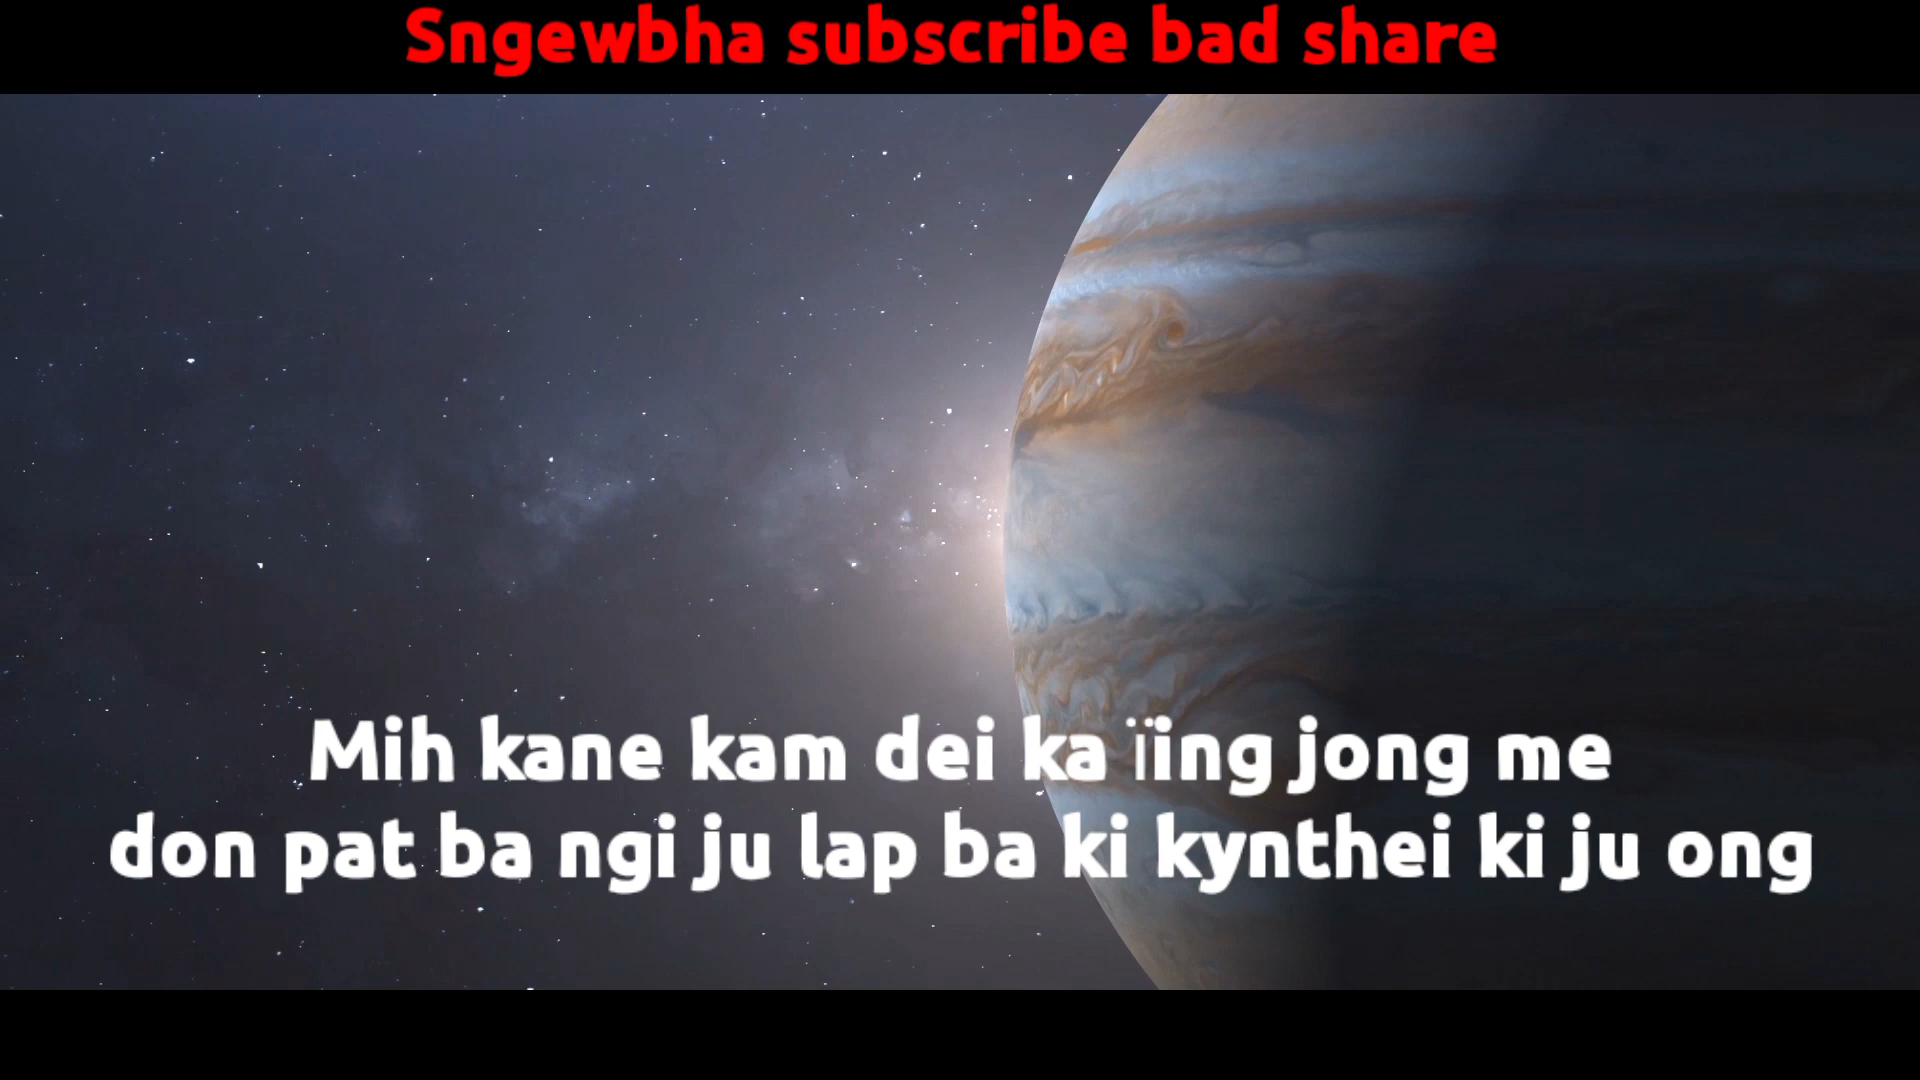 Sngewbha subscribe bad share
Mih kane kam dei ka ïing jong me
don pat ba ngi ju lap ba ki kynthei ki ju ong